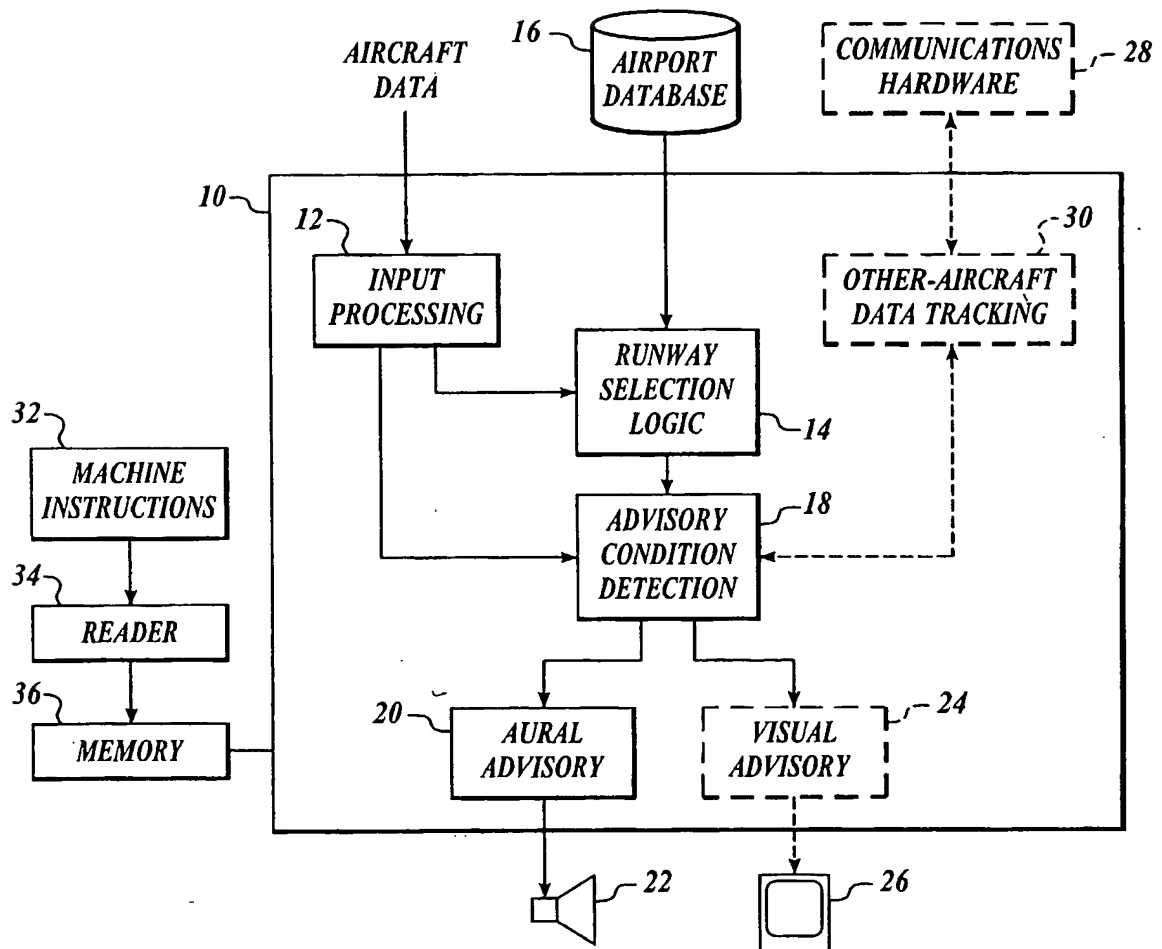 AIRCRAFT
DATA
16
AIRPORT
DATABASE
COMMUNICATIONS
HARDWARE
28
10
12
INPUT
PROCESSING
30
OTHER-AIRCRAFT
DATA TRACKING
RUNWAY
SELECTION
LOGIC
14
32
MACHINE
INSTRUCTIONS
ADVISORY
CONDITION
DETECTION
18
34
READER
36
MEMORY
20
AURAL
ADVISORY
VISUAL
ADVISORY
24
22
26